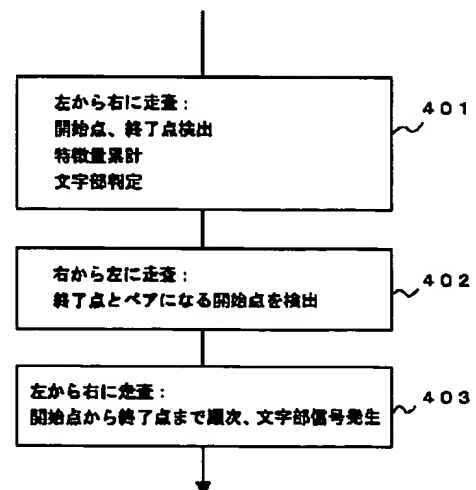 左から右に走査：
開始点、終了点検出
特徴量累計
文字部判定
401
右から左に走査：
終了点とペアになる開始点を検出
402
左から右に走査：
開始点から終了点まで順次、文字部信号発生
403